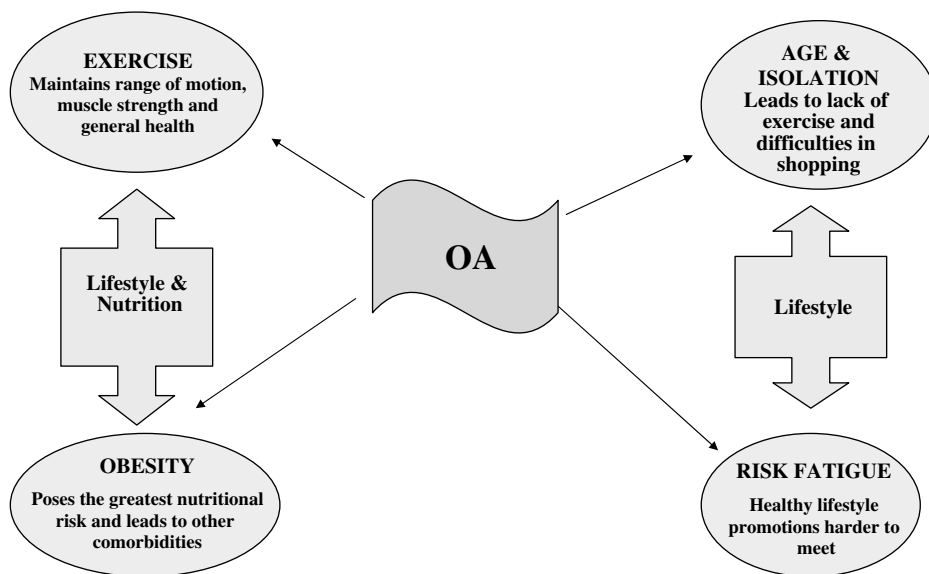 EXERCISE
Maintains range of motion,
muscle strength and
general health
AGE &
ISOLATION
Leads to lack of
exercise and
difficulties in
shopping
OA
Lifestyle &
Nutrition
Lifestyle
OBESITY
Poses the greatest nutritional
risk and leads to other
comorbidities
RISK FATIGUE
Healthy lifestyle
promotions harder to
meet